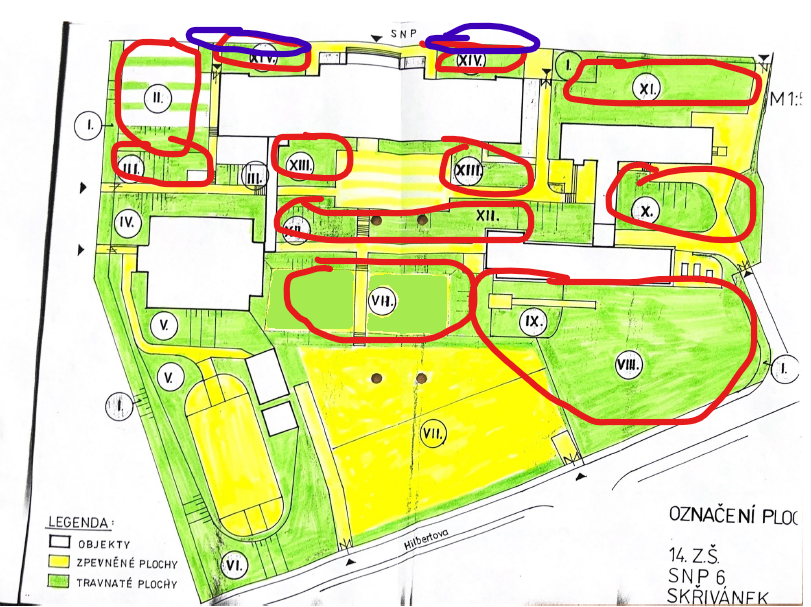 SNP
XIV.
XIV.
I.
II.
XI.
M1:5
I.
III.
III.
XIII.
XIII.
X.
IV.
XII.
XII.
VII.
IX.
V.
VIII.
I.
V.
I.
VII.
LEGENDA:
OBJEKTY
ZPEVNĚNÉ PLOCHY
TRAVNATÉ PLOCHY
VI.
Hilbertova
OZNAČENÍ PLOC
14. Z.Š.
SNP 6
SKŘIVÁNEK